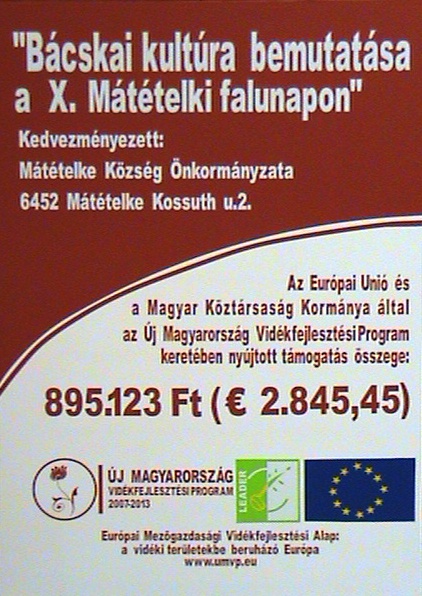 "Bácskai kultúra bemutatása
a X. Mátételki falunapon"
Kedvezményezett:
Mátételke Község Önkormányzata
6452 Mátételke Kossuth u.2.
Az Európai Unió és
a Magyar Köztársaság Kormánya által
az Új Magyarország Vidékfejlesztési Program
keretében nyújtott támogatás összege:
895.123 Ft (€ 2.845,45)
ÚJ MAGYARORSZÁG
VIDÉKFEJLESZTÉSI PROGRAM
2007-2013
LEADER
Európai Mezőgazdasági Vidékfejlesztési Alap:
a vidéki területekbe beruházó Európa
www.umvp.eu